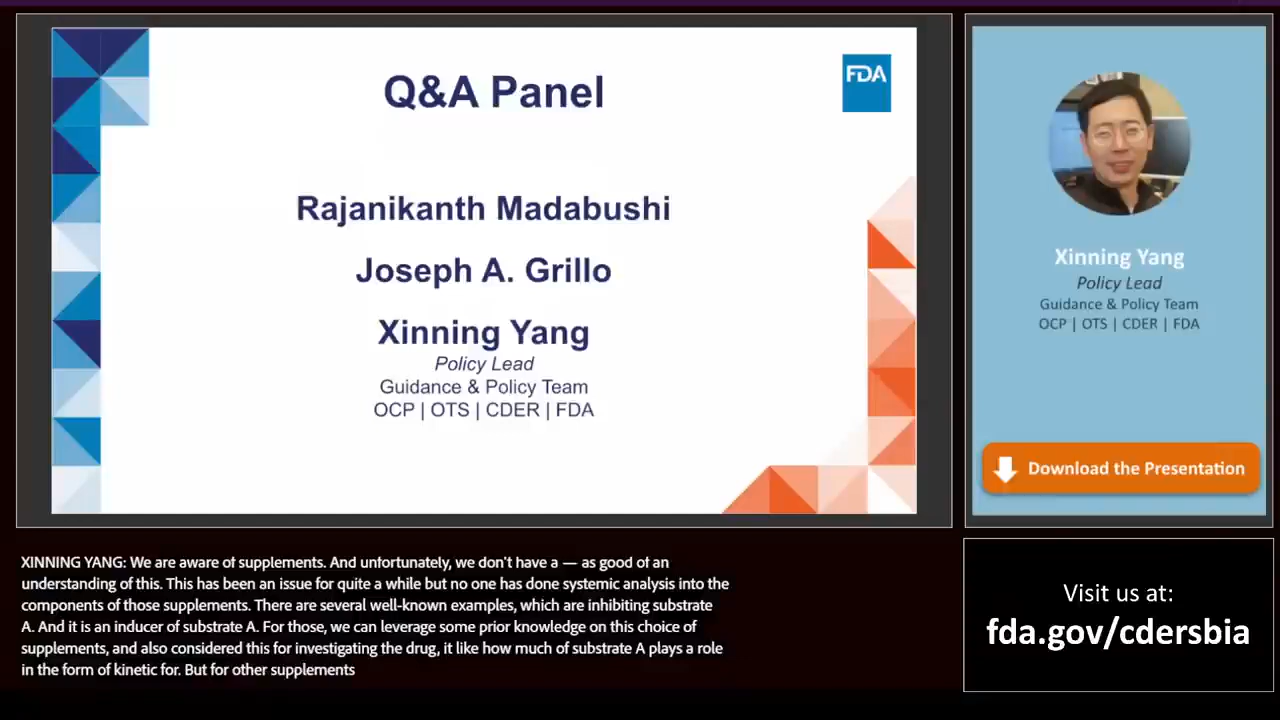 Q&A Panel
FDA
Rajanikanth Madabushi
Joseph A. Grillo
Xinning Yang
Policy Lead
Guidance & Policy Team
OCP | OTS | CDER | FDA
Xinning Yang
Policy Lead
Guidance & Policy Team
OCP | OTS | CDER | FDA
Download the Presentation
XINNING YANG: We are aware of supplements. And unfortunately, we don't have a — as good of an
understanding of this. This has been an issue for quite a while but no one has done systemic analysis into the
components of those supplements. There are several well-known examples, which are inhibiting substrate
A. And it is an inducer of substrate A. For those, we can leverage some prior knowledge on this choice of
supplements, and also considered this for investigating the drug, it like how much of substrate A plays a role
in the form of kinetic for. But for other supplements
Visit us at:
fda.gov/cdersbia